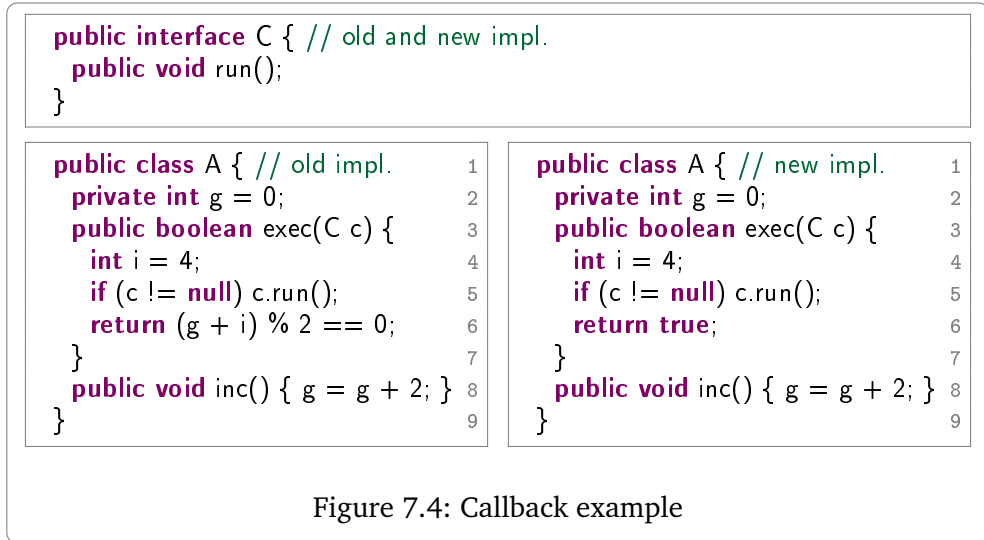 public interface C { // old and new impl.
public void run();
}
public class A { // old impl. 1
private int g = 0; 2
public boolean exec(C c) { 3
int i = 4; 4
if (c != null) c.run(); 5
return (g + i) % 2 == 0; 6
} 7
public void inc() { g = g + 2; } 8
} 9
public class A { // new impl. 1
private int g = 0; 2
public boolean exec(C c) { 3
int i = 4; 4
if (c != null) c.run(); 5
return true; 6
} 7
public void inc() { g = g + 2; } 8
} 9
Figure 7.4: Callback example